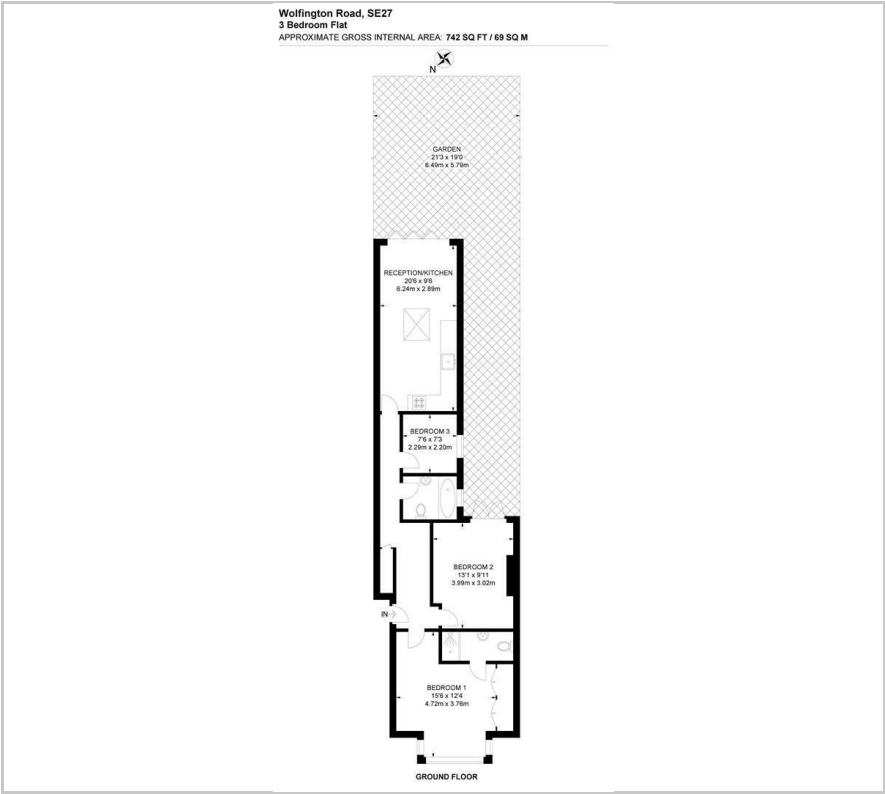 Wolfington Road, SE27
3 Bedroom Flat
APPROXIMATE GROSS INTERNAL AREA: 742 SQ FT / 69 SQ M
N
GARDEN
21'3 x 19'0
6.49m x 5.79m
RECEPTION/KITCHEN
20'6 x 9'6
6.24m x 2.89m
BEDROOM 3
7'6 x 7'3
2.29m x 2.20m
BEDROOM 2
13'1 x 9'11
3.99m x 3.02m
IN
BEDROOM 1
15'6 x 12'4
4.72m x 3.76m
GROUND FLOOR